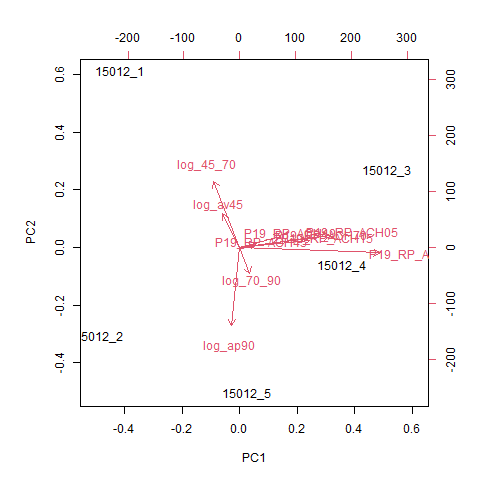 -200 0 100 200 300
0.6 15012_1 300
0.4 log_45_70 15012_3 200
0.2 log_av45 100
P19_RP_ACH05
PC2 0.0 0
P19_RP_A
15012_4
log_70_90
-0.2 -100
5012_2 log_ap90
-0.4 -200
15012_5
-0.4 -0.2 0.0 0.2 0.4 0.6
PC1